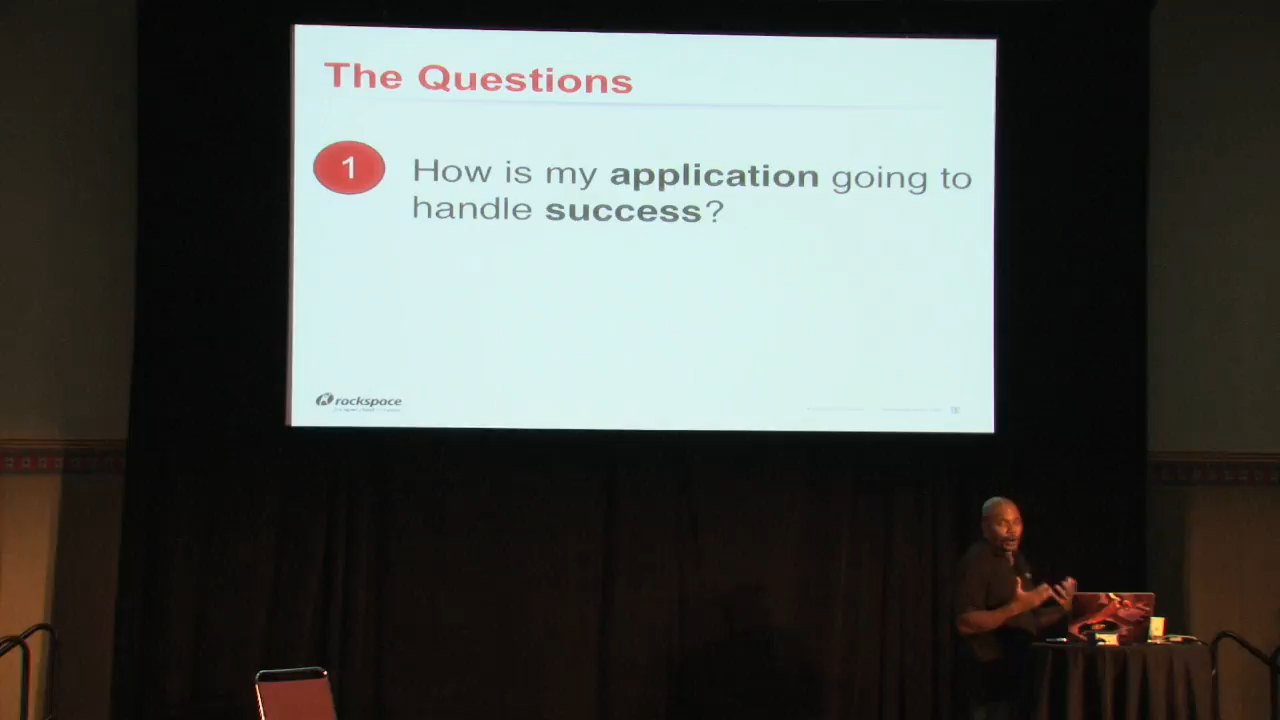 The Questions
1
How is my application going to
handle success?
rackspace